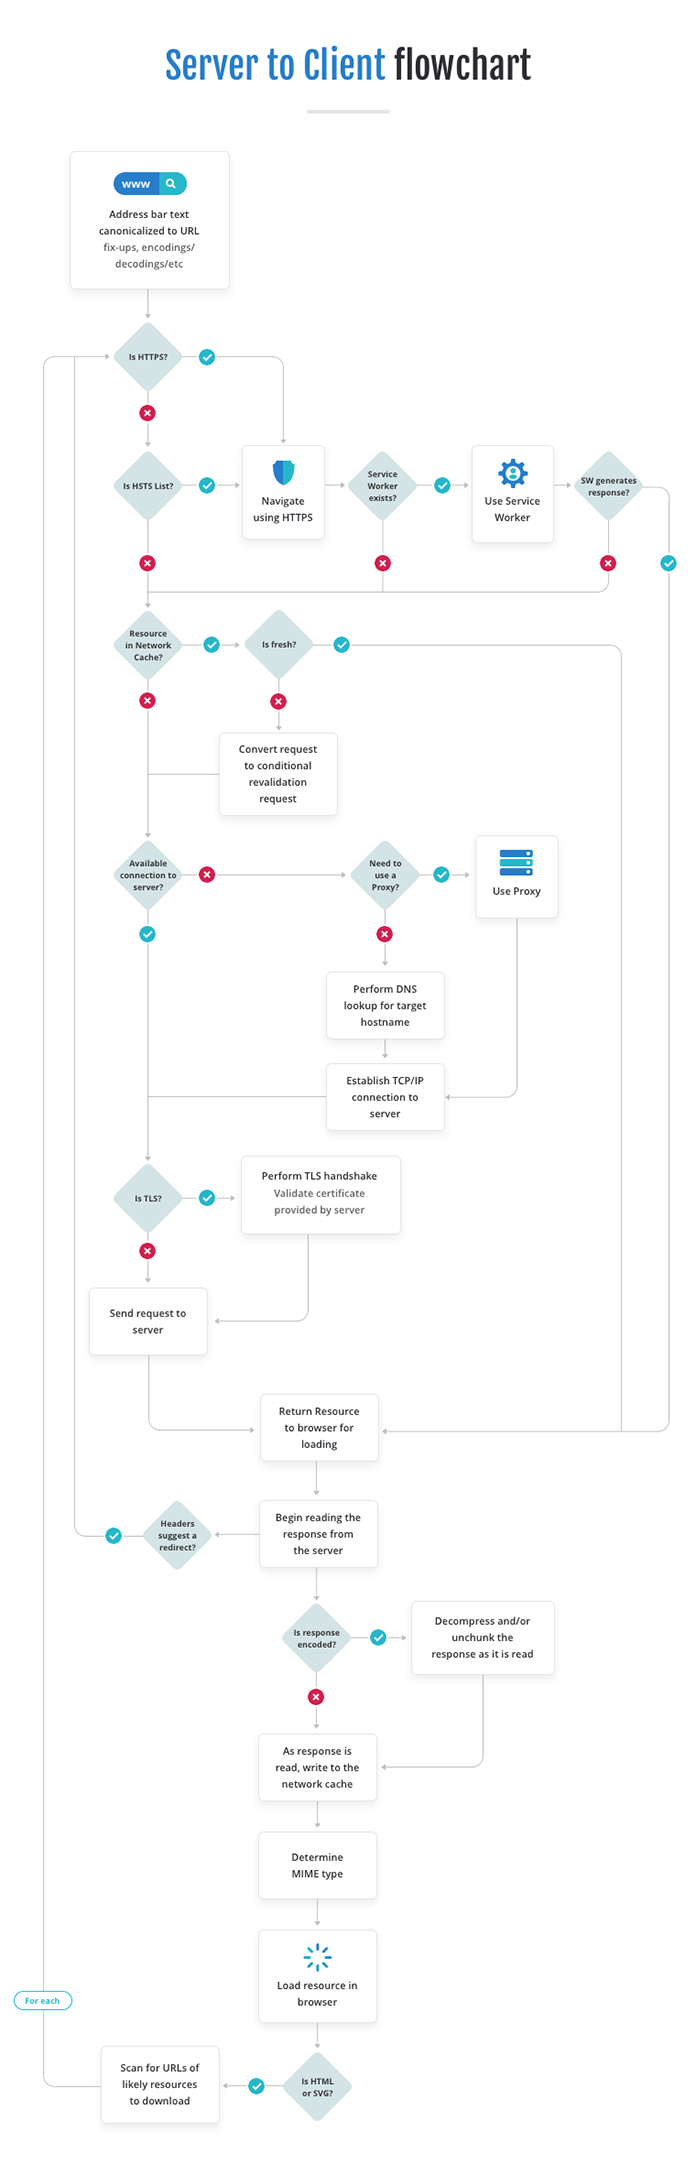 Server to Client flowchart
www
Address bar text
canonicalized to URL
fix-ups, encodings/
decodings/etc
Is HTTPS?
Is HSTS List?
Navigate
using HTTPS
Service
Worker
exists?
Use Service
Worker
SW generates
response?
Resource
in Network
Cache?
Is fresh?
Convert request
to conditional
revalidation
request
Available
connection to
server?
Need to
use a
Proxy?
Use Proxy
Perform DNS
lookup for target
hostname
Establish TCP/IP
connection to
server
Is TLS?
Perform TLS handshake
Validate certificate
provided by server
Send request to
server
Return Resource
to browser for
loading
Begin reading the
response from
the server
Headers
suggest a
redirect?
Is response
encoded?
Decompress and/or
unchunk the
response as it is read
As response is
read, write to the
network cache
Determine
MIME type
Load resource in
browser
For each
Scan for URLs of
likely resources
to download
Is HTML
or SVG?